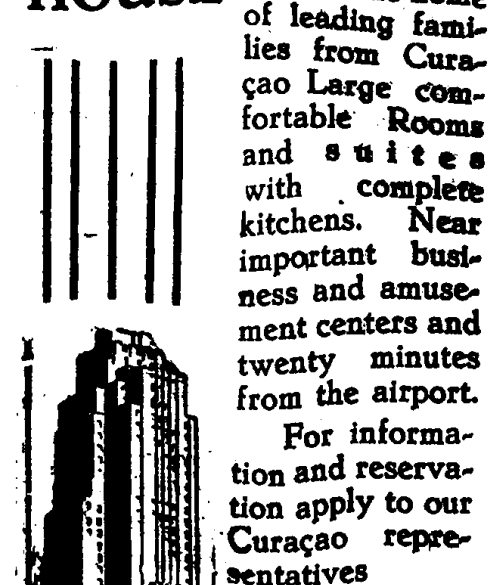 house
of leading fami-
lies from Cura-
çao Large com-
fortable Rooms
and suites
with complete
kitchens. Near
important busi-
ness and amuse-
ment centers and
twenty minutes
from the airport.
For informa-
tion and reserva-
tion apply to our
Curaçao repre-
sentatives